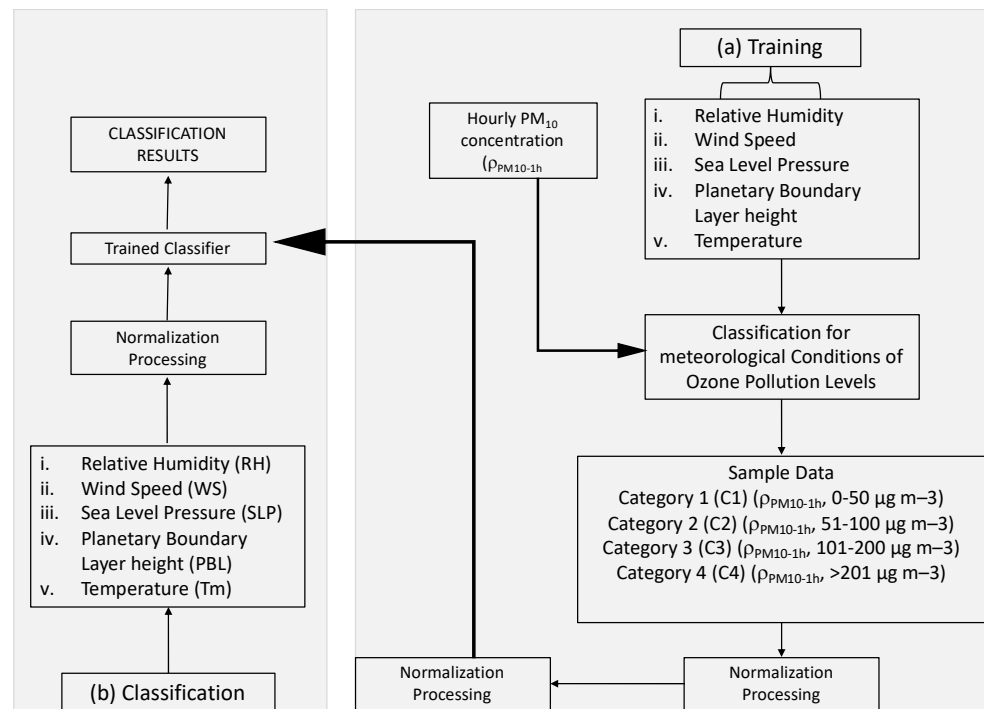 (a) Training
i. Relative Humidity
ii. Wind Speed
iii. Sea Level Pressure
iv. Planetary Boundary
Layer height
v. Temperature
Hourly PM₁₀
concentration
(ρPM10-1h
Classification for
meteorological Conditions of
Ozone Pollution Levels
Sample Data
Category 1 (C1) (ρPM10-1h, 0-50 µg m–3)
Category 2 (C2) (ρPM10-1h, 51-100 µg m–3)
Category 3 (C3) (ρPM10-1h, 101-200 µg m–3)
Category 4 (C4) (ρPM10-1h, >201 µg m–3)
Normalization
Processing
Normalization
Processing
CLASSIFICATION
RESULTS
Trained Classifier
Normalization
Processing
i. Relative Humidity (RH)
ii. Wind Speed (WS)
iii. Sea Level Pressure (SLP)
iv. Planetary Boundary
Layer height (PBL)
v. Temperature (Tm)
(b) Classification